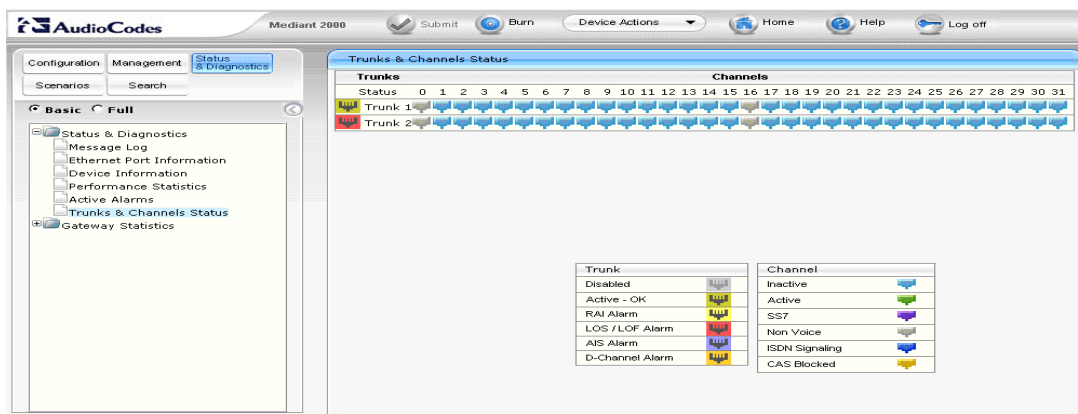 AudioCodes
Mediant 2000
Submit
Burn
Device Actions
Home
Help
Log off
Configuration
Management
Status & Diagnostics
Scenarios
Search
Basic
Full
Status & Diagnostics
Message Log
Ethernet Port Information
Device Information
Performance Statistics
Active Alarms
Trunks & Channels Status
Gateway Statistics
Trunks & Channels Status
Trunks Channels
Status 0 1 2 3 4 5 6 7 8 9 10 11 12 13 14 15 16 17 18 19 20 21 22 23 24 25 26 27 28 29 30 31
Trunk 1
Trunk 2
Trunk
Disabled
Active - OK
RAI Alarm
LOS / LOF Alarm
AIS Alarm
D-Channel Alarm
Channel
Inactive
Active
SS7
Non Voice
ISDN Signaling
CAS Blocked